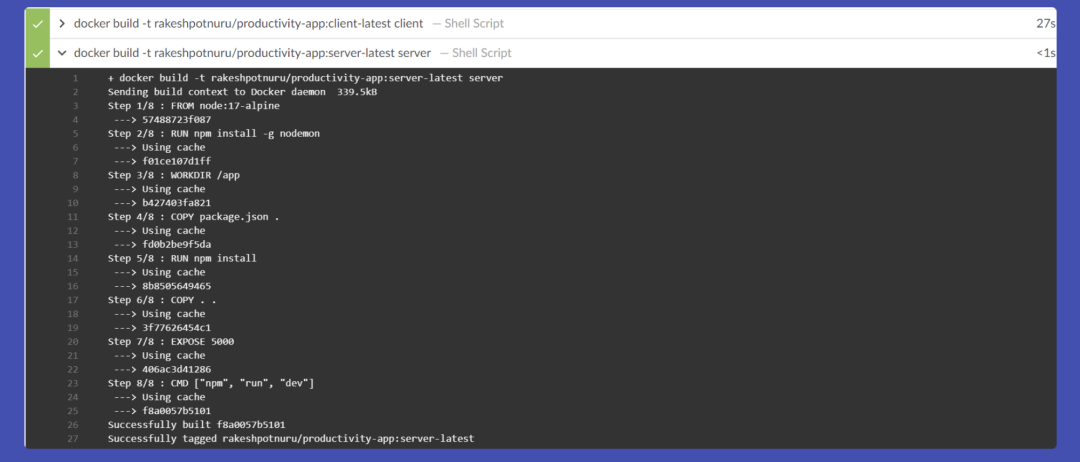 docker build -t rakeshpotnuru/productivity-app:client-latest client — Shell Script 27s
docker build -t rakeshpotnuru/productivity-app:server-latest server — Shell Script <1s
1 + docker build -t rakeshpotnuru/productivity-app:server-latest server
2 Sending build context to Docker daemon  339.5kB
3 Step 1/8 : FROM node:17-alpine
4  ---> 57488723f087
5 Step 2/8 : RUN npm install -g nodemon
6  ---> Using cache
7  ---> f01ce107d1ff
8 Step 3/8 : WORKDIR /app
9  ---> Using cache
10  ---> b427403fa821
11 Step 4/8 : COPY package.json .
12  ---> Using cache
13  ---> fd0b2be9f5da
14 Step 5/8 : RUN npm install
15  ---> Using cache
16  ---> 8b8505649465
17 Step 6/8 : COPY . .
18  ---> Using cache
19  ---> 3f77626454c1
20 Step 7/8 : EXPOSE 5000
21  ---> Using cache
22  ---> 406ac3d41286
23 Step 8/8 : CMD ["npm", "run", "dev"]
24  ---> Using cache
25  ---> f8a0057b5101
26 Successfully built f8a0057b5101
27 Successfully tagged rakeshpotnuru/productivity-app:server-latest